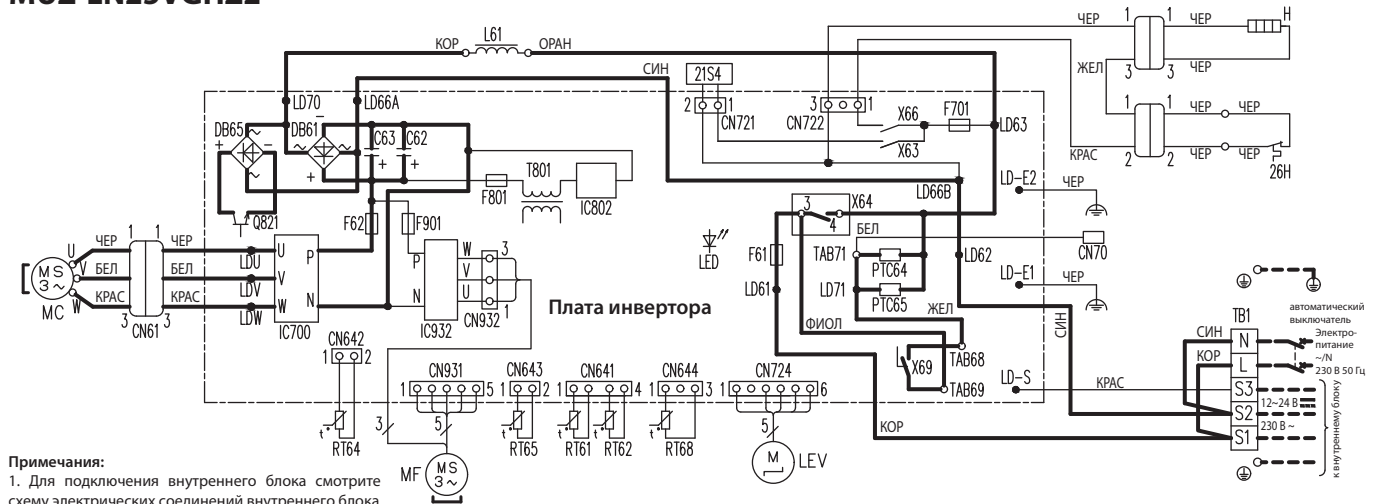 КОР
L61
ОРАН
СИН
21S4
2
1
CN721
3
1
CN722
X66
X63
F701
LD63
ЧЕР
1
1
ЧЕР
H
ЖЕЛ
3
3
ЧЕР
1
1
ЧЕР
ЧЕР
КРАС
2
2
ЧЕР
ЧЕР
26H
LD70
LD66A
DB65
DB61
C63
C62
~
~
+
−
~
~
−
+
+
+
F801
T801
IC802
Q821
F62
F901
LD66B
LD-E2
ЧЕР
3
4
X64
БЕЛ
CN70
LED
F61
TAB71
PTC64
PTC65
LD61
LD71
LD62
LD-E1
ЧЕР
ЖЕЛ
ФИОЛ
СИН
TAB68
X69
TAB69
LD-S
КРАС
U
V
W
MS
3~
MC
ЧЕР
БЕЛ
КРАС
1
1
3
3
CN61
ЧЕР
БЕЛ
КРАС
LDU
LDV
LDW
U
V
W
P
N
IC700
P
N
W
V
U
3
1
IC932
CN932
Плата инвертора
CN642
1
2
RT64
t°
3
CN931
1
5
5
MF
MS
3~
CN643
1
2
RT65
t°
CN641
1
4
RT61
RT62
t°
t°
CN644
1
3
RT68
t°
CN724
1
6
5
M
LEV
КОР
TB1
СИН
КОР
N
L
S3
S2
S1
автоматический
выключатель
Электро-
питание
~/N
230 В 50 Гц
12~24 В
230 В ~
к внутреннему блоку
Примечания:
1. Для подключения внутреннего блока смотрите
схему электрических соединений внутреннего блока.